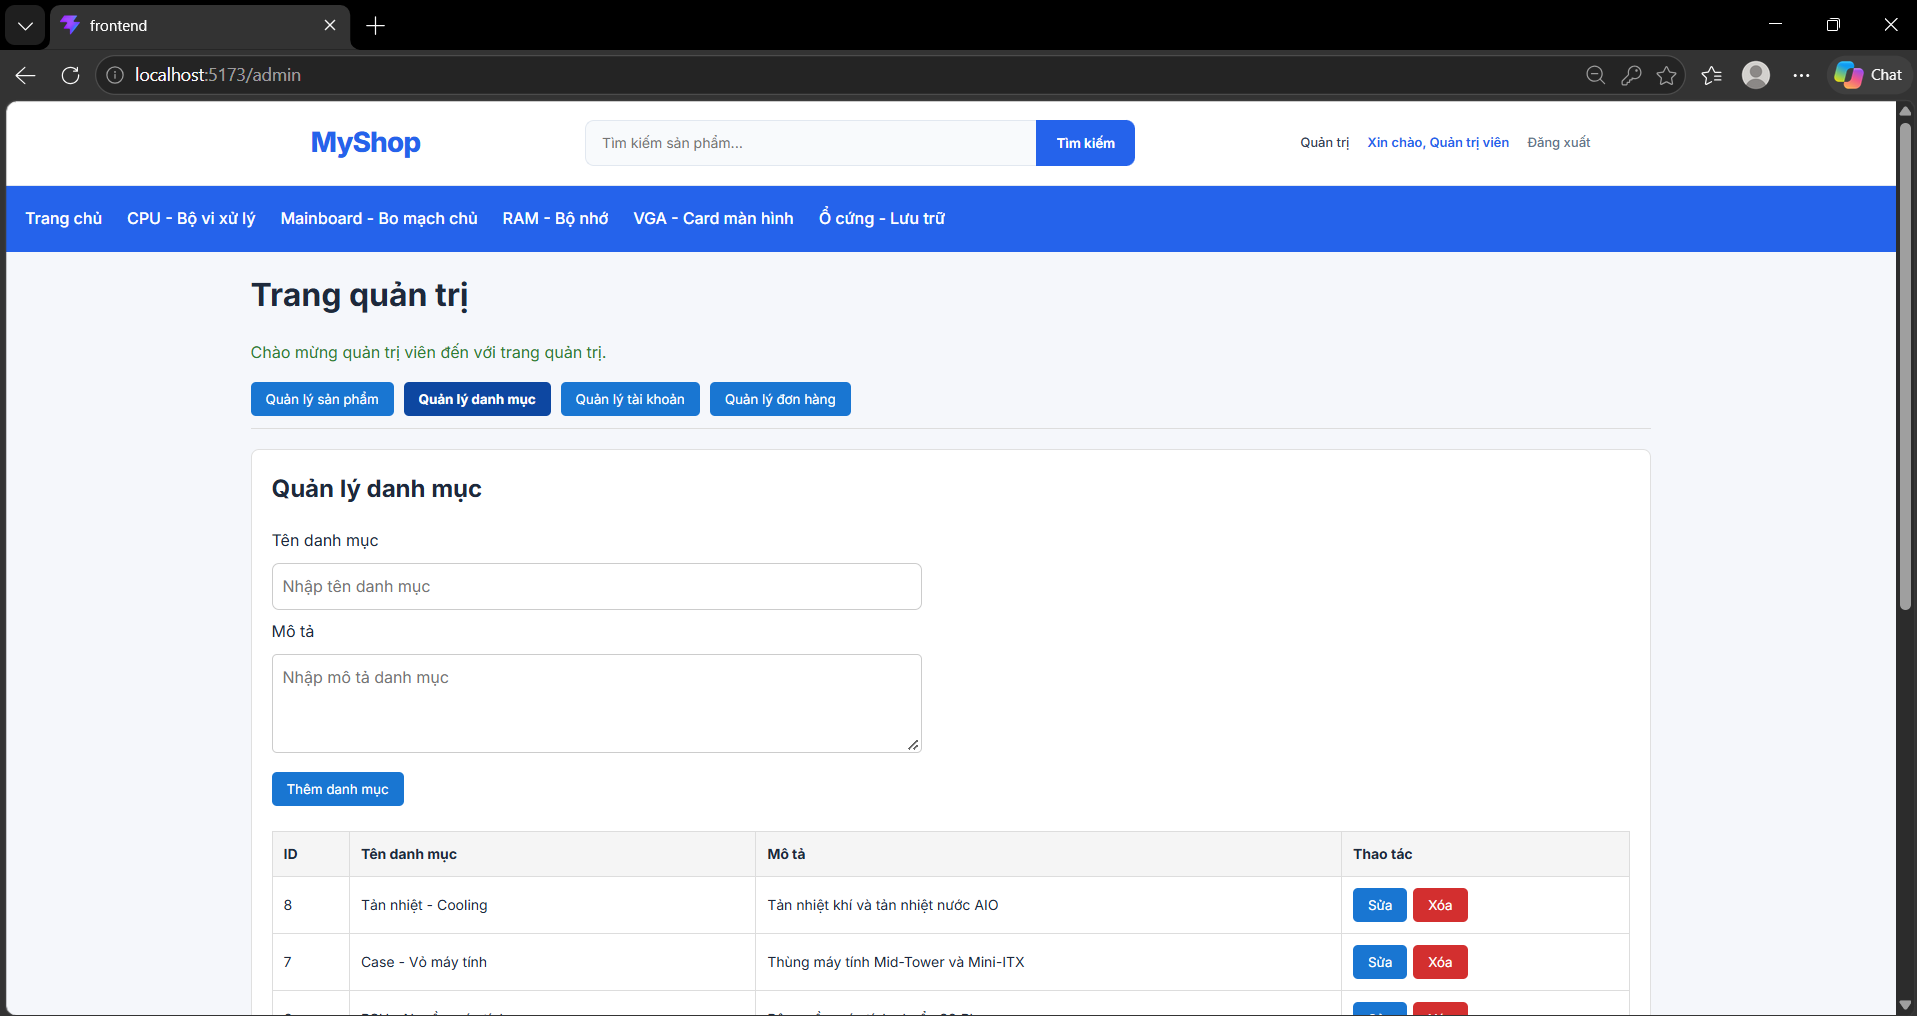 frontend
localhost:5173/admin
Chat
MyShop
Tìm kiếm sản phẩm...
Tìm kiếm
Quản trị
Xin chào, Quản trị viên
Đăng xuất
Trang chủ
CPU - Bộ vi xử lý
Mainboard - Bo mạch chủ
RAM - Bộ nhớ
VGA - Card màn hình
Ổ cứng - Lưu trữ
Trang quản trị
Chào mừng quản trị viên đến với trang quản trị.
Quản lý sản phẩm
Quản lý danh mục
Quản lý tài khoản
Quản lý đơn hàng
Quản lý danh mục
Tên danh mục
Nhập tên danh mục
Mô tả
Nhập mô tả danh mục
Thêm danh mục
ID
Tên danh mục
Mô tả
Thao tác
8
Tản nhiệt - Cooling
Tản nhiệt khí và tản nhiệt nước AIO
Sửa
Xóa
7
Case - Vỏ máy tính
Thùng máy tính Mid-Tower và Mini-ITX
Sửa
Xóa